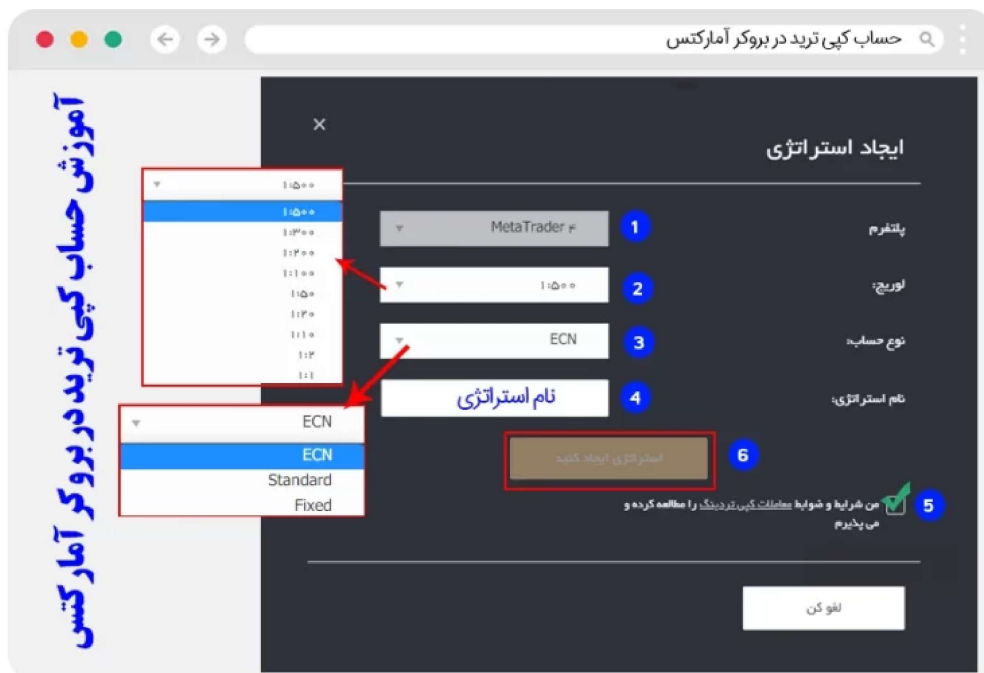 حساب کپی ترید در بروکر آمارکتس
آموزش حساب کپی ترید در بروکر آمارکتس
ایجاد استراتژی
×
پلتفرم
1
MetaTrader ۴
لوریج:
2
۱:۵۰۰
نوع حساب:
3
ECN
نام استراتژی:
4
نام استراتژی
6
استراتژی ایجاد کنید
5
من شرایط و ضوابط معاملات کپی تردینگ را مطالعه کرده و
می پذیرم
لغو کن
۱:۵۰۰
۱:۵۰۰
۱:۳۰۰
۱:۲۰۰
۱:۱۰۰
۱:۵۰
۱:۲۰
۱:۱۰
۱:۲
۱:۱
ECN
ECN
Standard
Fixed